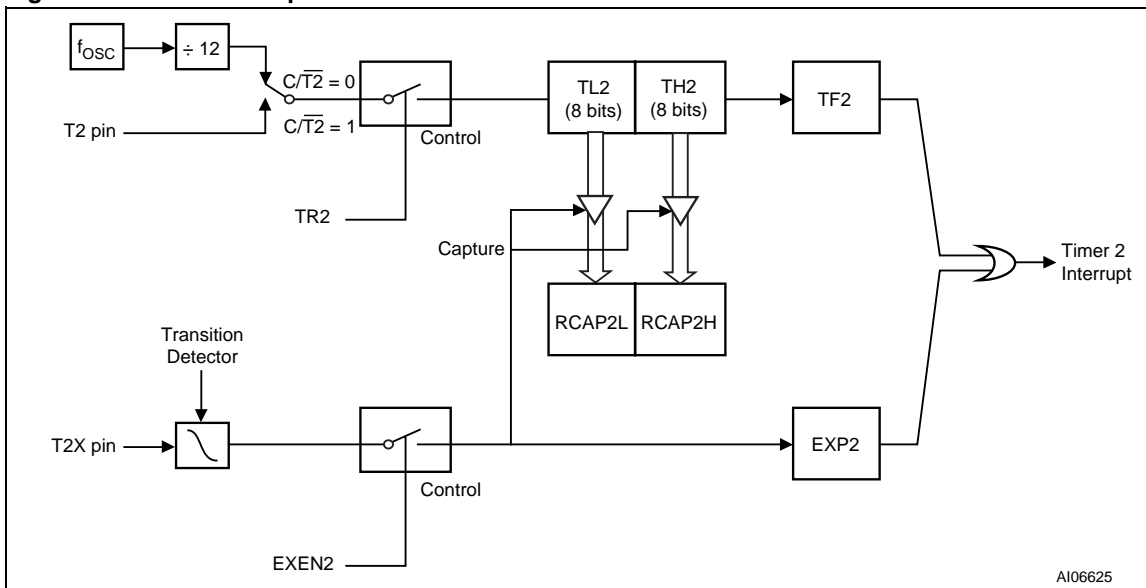 fOSC
÷ 12
C/T2 = 0
T2 pin
C/T2 = 1
Control
TR2
TL2
(8 bits)
TH2
(8 bits)
TF2
Capture
Timer 2
Interrupt
RCAP2L
RCAP2H
Transition
Detector
T2X pin
Control
EXP2
EXEN2
AI06625